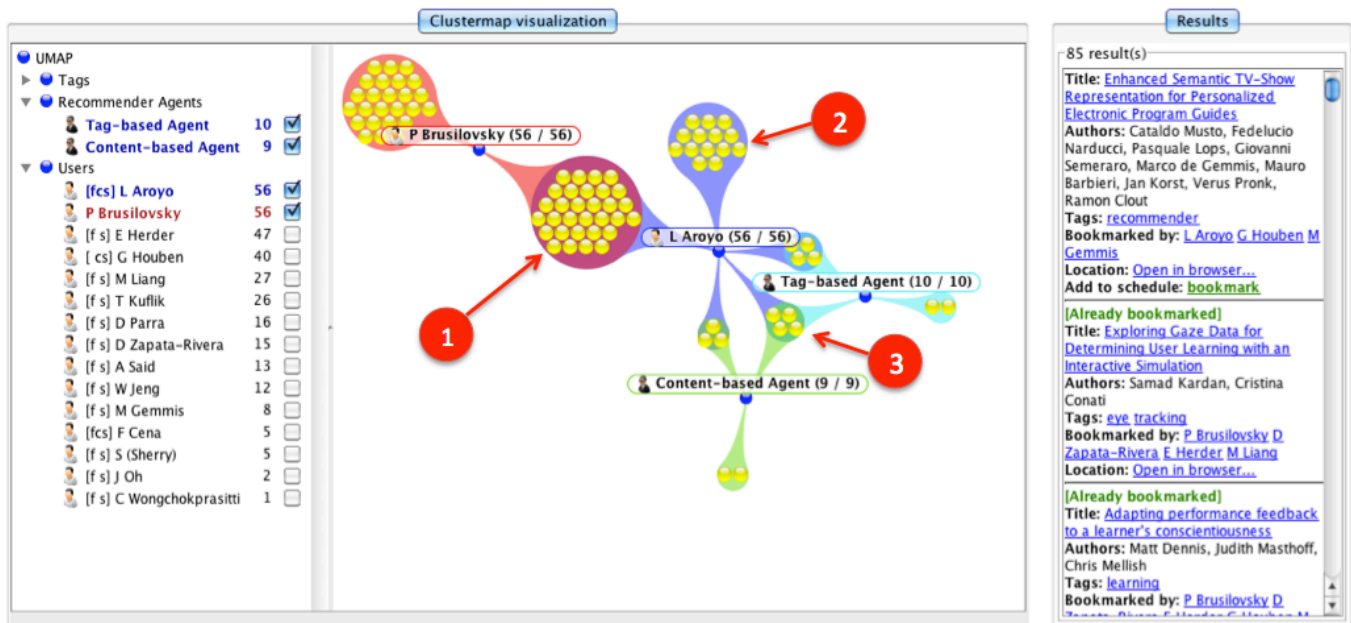 Clustermap visualization
UMAP
Tags
Recommender Agents
Tag-based Agent 10
Content-based Agent 9
Users
[fcs] L Aroyo 56
P Brusilovsky 56
[f s] E Herder 47
[ cs] G Houben 40
[f s] M Liang 27
[f s] T Kuflik 26
[f s] D Parra 16
[f s] D Zapata-Rivera 15
[f s] A Said 13
[f s] W Jeng 12
[f s] M Gemmis 8
[fcs] F Cena 5
[f s] S (Sherry) 5
[f s] J Oh 2
[f s] C Wongchokprasitti 1
P Brusilovsky (56 / 56)
2
L Aroyo (56 / 56)
Tag-based Agent (10 / 10)
1
3
Content-based Agent (9 / 9)
Results
85 result(s)
Title: Enhanced Semantic TV-Show
Representation for Personalized
Electronic Program Guides
Authors: Cataldo Musto, Fedelucio
Narducci, Pasquale Lops, Giovanni
Semeraro, Marco de Gemmis, Mauro
Barbieri, Jan Korst, Verus Pronk,
Ramon Clout
Tags: recommender
Bookmarked by: L Aroyo G Houben M
Gemmis
Location: Open in browser...
Add to schedule: bookmark
[Already bookmarked]
Title: Exploring Gaze Data for
Determining User Learning with an
Interactive Simulation
Authors: Samad Kardan, Cristina
Conati
Tags: eye tracking
Bookmarked by: P Brusilovsky D
Zapata-Rivera E Herder M Liang
Location: Open in browser...
[Already bookmarked]
Title: Adapting performance feedback
to a learner's conscientiousness
Authors: Matt Dennis, Judith Masthoff,
Chris Mellish
Tags: learning
Bookmarked by: P Brusilovsky D
Zapata-Rivera E Herder G Houben M